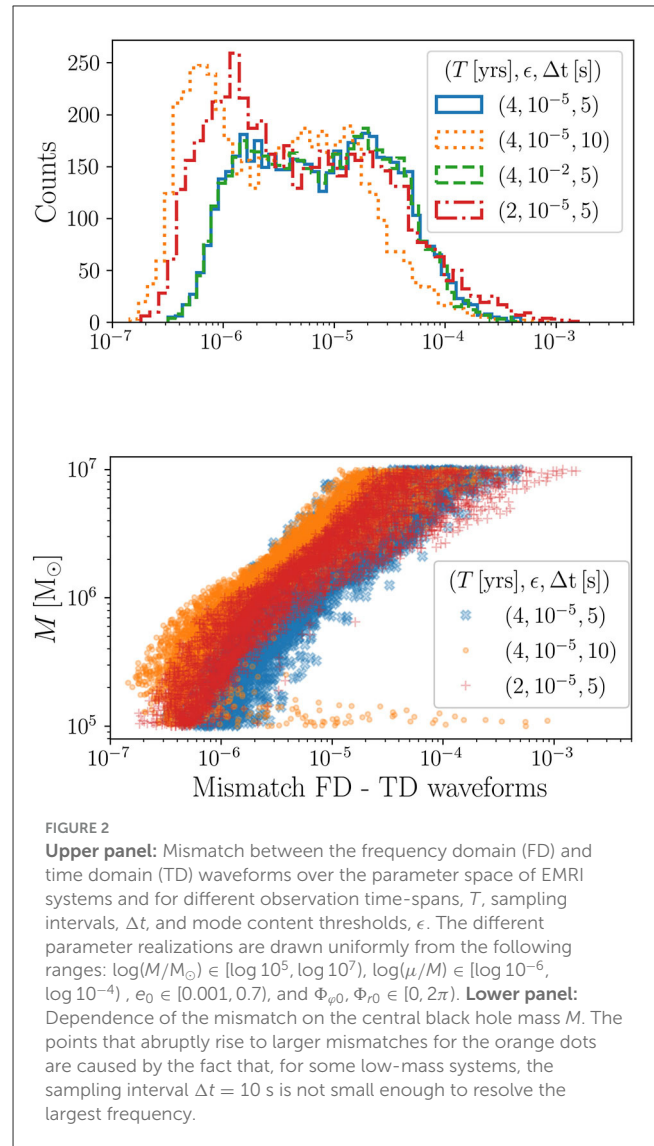 (T [yrs], ϵ, Δt [s])
(4, 10⁻⁵, 5)
(4, 10⁻⁵, 10)
(4, 10⁻², 5)
(2, 10⁻⁵, 5)
Counts
250
200
150
100
50
0
10⁻⁷ 10⁻⁶ 10⁻⁵ 10⁻⁴ 10⁻³
M [M⊙]
10⁷
10⁶
10⁵
(T [yrs], ϵ, Δt [s])
(4, 10⁻⁵, 5)
(4, 10⁻⁵, 10)
(2, 10⁻⁵, 5)
10⁻⁷ 10⁻⁶ 10⁻⁵ 10⁻⁴ 10⁻³
Mismatch FD - TD waveforms
FIGURE 2
Upper panel: Mismatch between the frequency domain (FD) and
time domain (TD) waveforms over the parameter space of EMRI
systems and for different observation time-spans, T, sampling
intervals, Δt, and mode content thresholds, ϵ. The different
parameter realizations are drawn uniformly from the following
ranges: log(M/M⊙) ∈ [log 10⁵, log 10⁷), log(μ/M) ∈ [log 10⁻⁶,
log 10⁻⁴) , e₀ ∈ [0.001, 0.7), and Φφ0, Φr0 ∈ [0, 2π). Lower panel:
Dependence of the mismatch on the central black hole mass M. The
points that abruptly rise to larger mismatches for the orange dots
are caused by the fact that, for some low-mass systems, the
sampling interval Δt = 10 s is not small enough to resolve the
largest frequency.